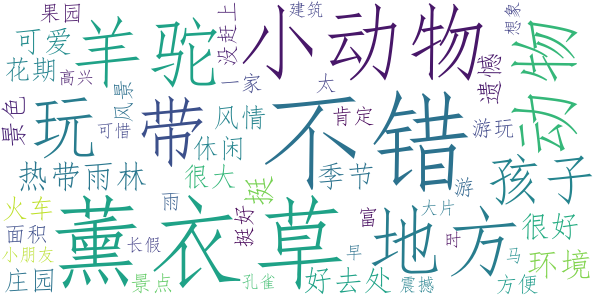 果园
建筑
想象
可爱
羊驼
没赶上
小动物
遗憾
动物
花期
高兴
一家
太
景色
玩
可惜
风景
带
风情
休闲
不错
肯定
游玩
热带雨林
很大
挺
季节
游
孩子
火车
薰衣草
雨
挺好
富
地方
大片
很好
面积
小朋友
长假
早
时
马
环境
庄园
景点
孔雀
好去处
震撼
方便